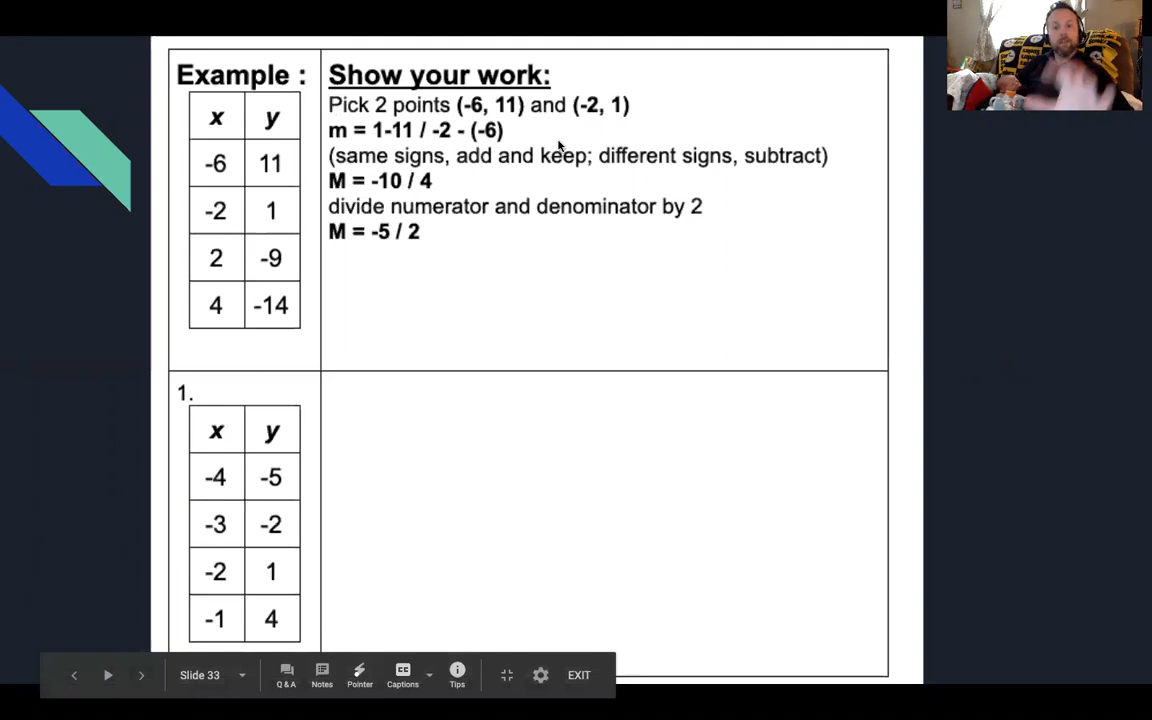 Example :
x y
-6 11
-2 1
2 -9
4 -14
Show your work:
Pick 2 points (-6, 11) and (-2, 1)
m = 1-11 / -2 - (-6)
(same signs, add and keep; different signs, subtract)
M = -10 / 4
divide numerator and denominator by 2
M = -5 / 2
1.
x y
-4 -5
-3 -2
-2 1
-1 4
Slide 33
Q & A
Notes
Pointer
CC
Captions
Tips
EXIT